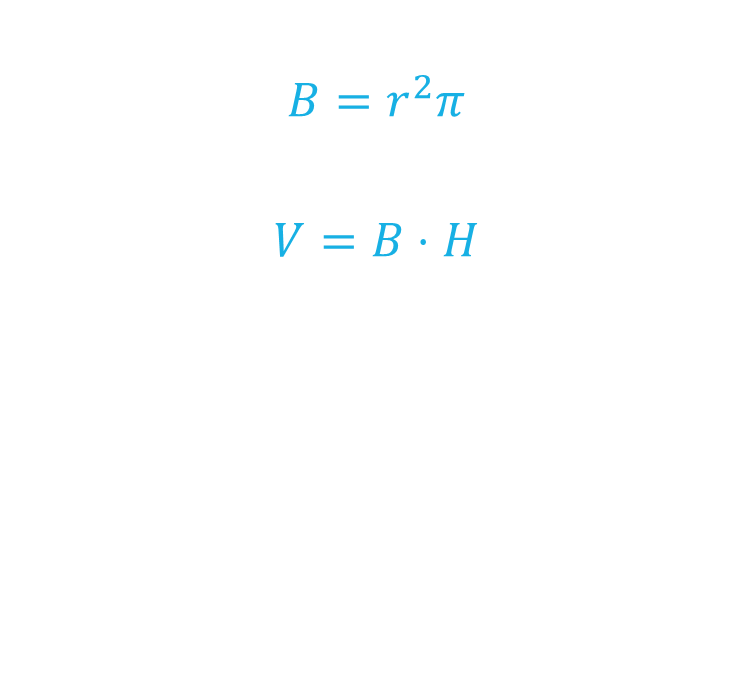 B = r²π
V = B · H